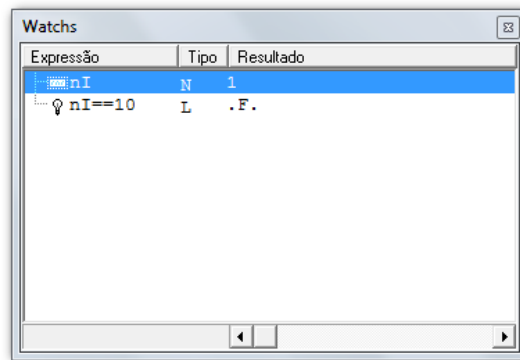 Watchs
Expressão Tipo Resultado
nI N 1
nI==10 L .F.